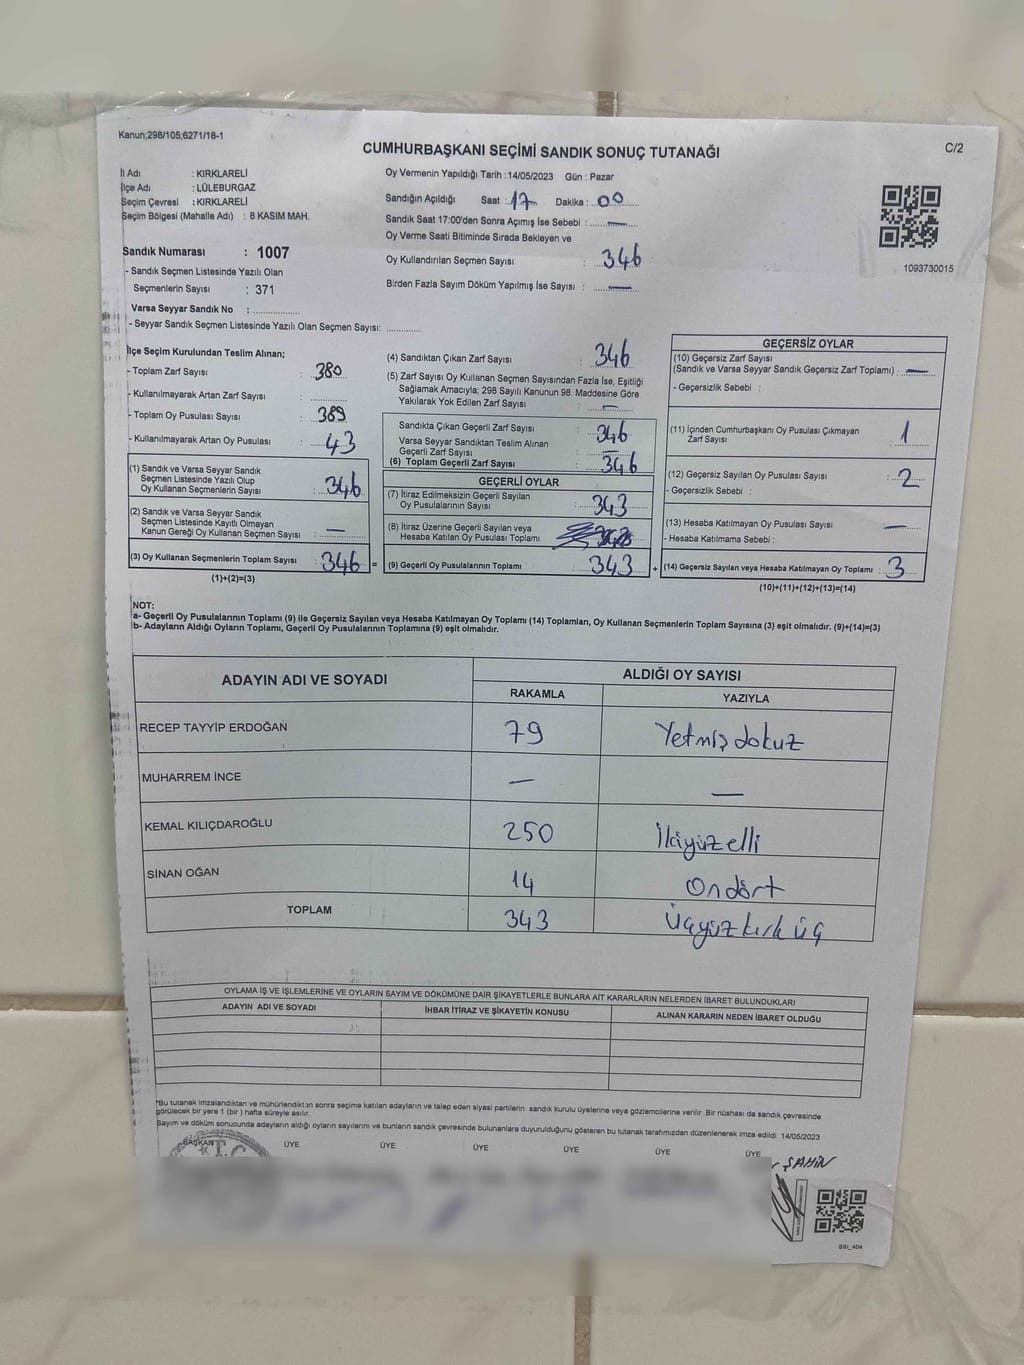 Kanun;298/105;6271/18-1
CUMHURBAŞKANI SEÇİMİ SANDIK SONUÇ TUTANAĞI
C/2
İl Adı : KIRKLARELİ
İlçe Adı : LÜLEBURGAZ
Seçim Çevresi : KIRKLARELİ
Seçim Bölgesi (Mahalle Adı) : 8 KASIM MAH.
Oy Vermenin Yapıldığı Tarih : 14/05/2023 Gün : Pazar
Sandığın Açıldığı Saat : 17 Dakika : 00
Sandık Saat 17:00'den Sonra Açımış İse Sebebi : —
Oy Verme Saati Bitiminde Sırada Bekleyen ve
Oy Kullandırılan Seçmen Sayısı : 346
Birden Fazla Sayım Döküm Yapılmış İse Sayısı : —
1093730015
Sandık Numarası : 1007
- Sandık Seçmen Listesinde Yazılı Olan
Seçmenlerin Sayısı : 371
Varsa Seyyar Sandık No : ..............
- Seyyar Sandık Seçmen Listesinde Yazılı Olan Seçmen Sayısı: ............
İlçe Seçim Kurulundan Teslim Alınan;
- Toplam Zarf Sayısı : 380
- Kullanılmayarak Artan Zarf Sayısı : ............
- Toplam Oy Pusulası Sayısı : 389
- Kullanılmayarak Artan Oy Pusulası : 43
(1) Sandık ve Varsa Seyyar Sandık
Seçmen Listesinde Yazılı Olup
Oy Kullanan Seçmenlerin Sayısı : 346
(2) Sandık ve Varsa Seyyar Sandık
Seçmen Listesinde Kayıtlı Olmayan
Kanun Gereği Oy Kullanan Seçmen Sayısı : —
(3) Oy Kullanan Seçmenlerin Toplam Sayısı : 346 =
(1)+(2)=(3)
(4) Sandıktan Çıkan Zarf Sayısı : 346
(5) Zarf Sayısı Oy Kullanan Seçmen Sayısından Fazla İse, Eşitliği
Sağlamak Amacıyla; 298 Sayılı Kanunun 98. Maddesine Göre
Yakılarak Yok Edilen Zarf Sayısı : —
Sandıkta Çıkan Geçerli Zarf Sayısı : 346
Varsa Seyyar Sandıktan Teslim Alınan
Geçerli Zarf Sayısı : —
(6) Toplam Geçerli Zarf Sayısı : 346
GEÇERLİ OYLAR
(7) İtiraz Edilmeksizin Geçerli Sayılan
Oy Pusulalarının Sayısı : 343
(8) İtiraz Üzerine Geçerli Sayılan veya
Hesaba Katılan Oy Pusulası Toplamı
(9) Geçerli Oy Pusulalarının Toplamı : 343 +
GEÇERSİZ OYLAR
(10) Geçersiz Zarf Sayısı
(Sandık ve Varsa Seyyar Sandık Geçersiz Zarf Toplamı) : —
- Geçersizlik Sebebi :
(11) İçinden Cumhurbaşkanı Oy Pusulası Çıkmayan
Zarf Sayısı : 1
(12) Geçersiz Sayılan Oy Pusulası Sayısı : 2
- Geçersizlik Sebebi :
(13) Hesaba Katılmayan Oy Pusulası Sayısı : —
- Hesaba Katılmama Sebebi :
(14) Geçersiz Sayılan veya Hesaba Katılmayan Oy Toplamı : 3
(10)+(11)+(12)+(13)=(14)
NOT:
a- Geçerli Oy Pusulalarının Toplamı (9) ile Geçersiz Sayılan veya Hesaba Katılmayan Oy Toplamı (14) Toplamları, Oy Kullanan Seçmenlerin Toplam Sayısına (3) eşit olmalıdır. (9)+(14)=(3)
b- Adayların Aldığı Oyların Toplamı, Geçerli Oy Pusulalarının Toplamına (9) eşit olmalıdır.
ADAYIN ADI VE SOYADI ALDIĞI OY SAYISI
RAKAMLA YAZIYLA
RECEP TAYYİP ERDOĞAN 79 Yetmiş dokuz
MUHARREM İNCE — —
KEMAL KILIÇDAROĞLU 250 İkiyüz elli
SİNAN OĞAN 14 Ondört
TOPLAM 343 Üçyüz kırk üç
OYLAMA İŞ VE İŞLEMLERİNE VE OYLARIN SAYIM VE DÖKÜMÜNE DAİR ŞİKAYETLERLE BUNLARA AİT KARARLARIN NELERDEN İBARET BULUNDUKLARI
ADAYIN ADI VE SOYADI İHBAR İTİRAZ VE ŞİKAYETİN KONUSU ALINAN KARARIN NEDEN İBARET OLDUĞU
*Bu tutanak imzalandıktan ve mühürlendikten sonra seçime katılan adayların ve talep eden siyasi partilerin sandık kurulu üyelerine veya gözlemcilerine verilir. Bir nüshası da sandık çevresinde
görülecek bir yere 1 (bir) hafta süreyle asılır.
Sayım ve döküm sonucunda adayların aldığı oyların sayılarını ve bunların sandık çevresinde bulunanlara duyurulduğunu gösteren bu tutanak tarafımızdan düzenlenerek imza edildi. 14/05/2023
BAŞKAN ÜYE ÜYE ÜYE ÜYE ÜYE ÜYE
T.C
ŞAHİN